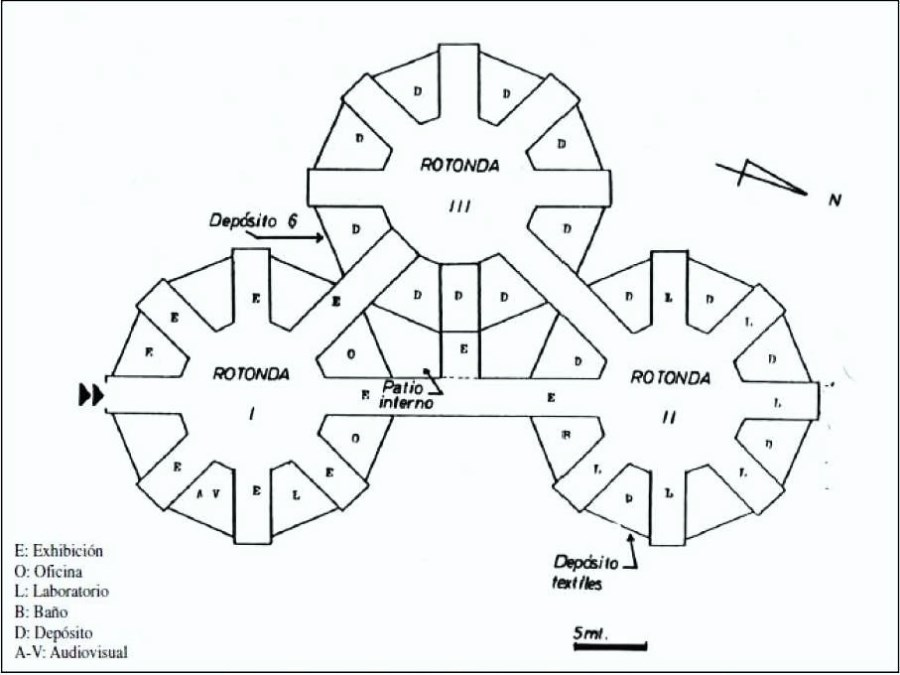 D D
D D
ROTONDA
III
N
Depósito 6
D D
E E D D D D L D
E E L
E O E D D
ROTONDA
I
ROTONDA
II
Patio
interno
E E L
O B D
E E L L
A V E L D L
Depósito
textiles
E: Exhibición
O: Oficina
L: Laboratorio
B: Baño
D: Depósito
A-V: Audiovisual
5mt.